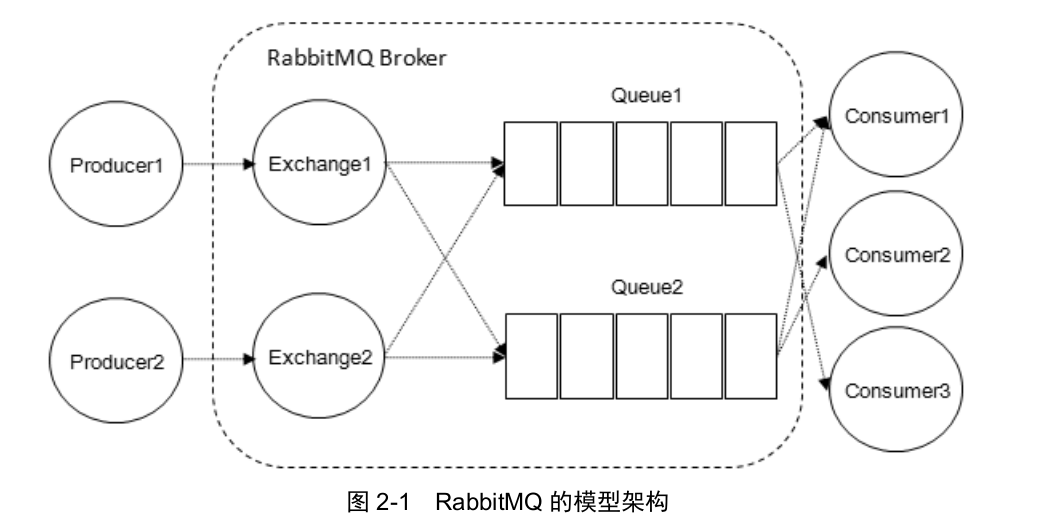 RabbitMQ Broker
Queue1
Producer1
Exchange1
Consumer1
Consumer2
Queue2
Producer2
Exchange2
Consumer3
图 2-1 RabbitMQ 的模型架构